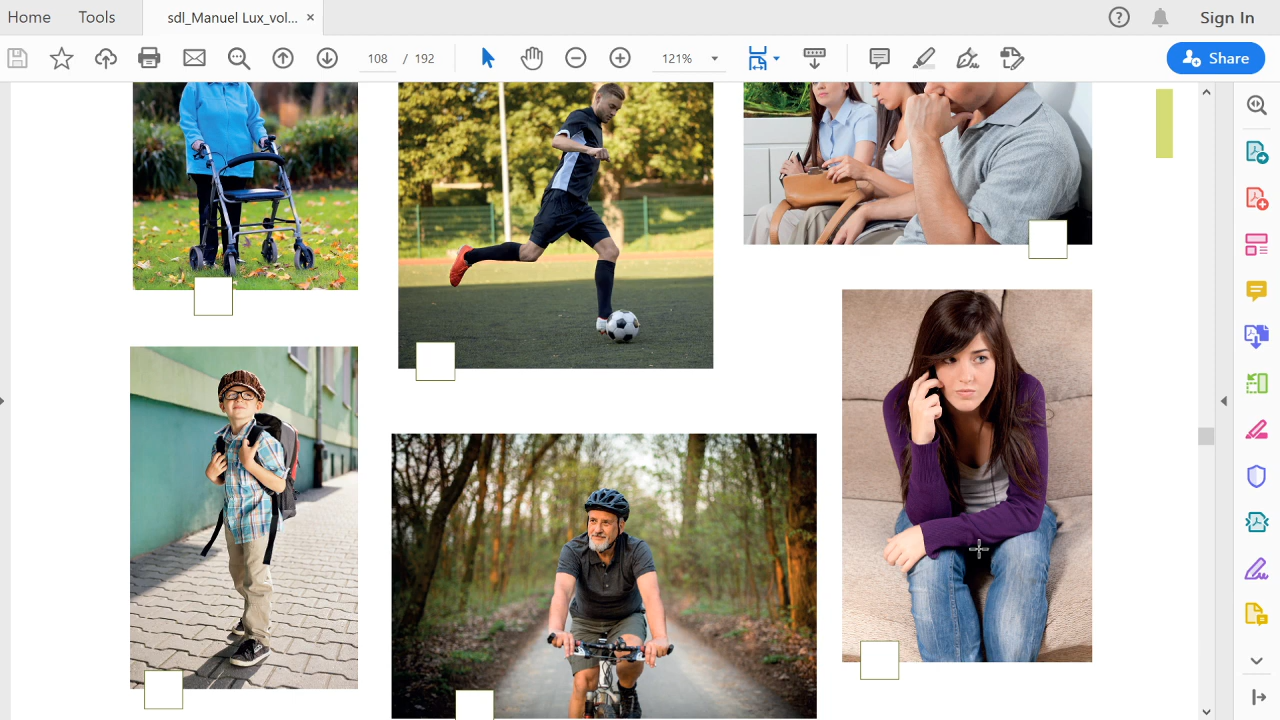 Home Tools sdl_Manuel Lux_vol... × Sign In
108 / 192 121% Share